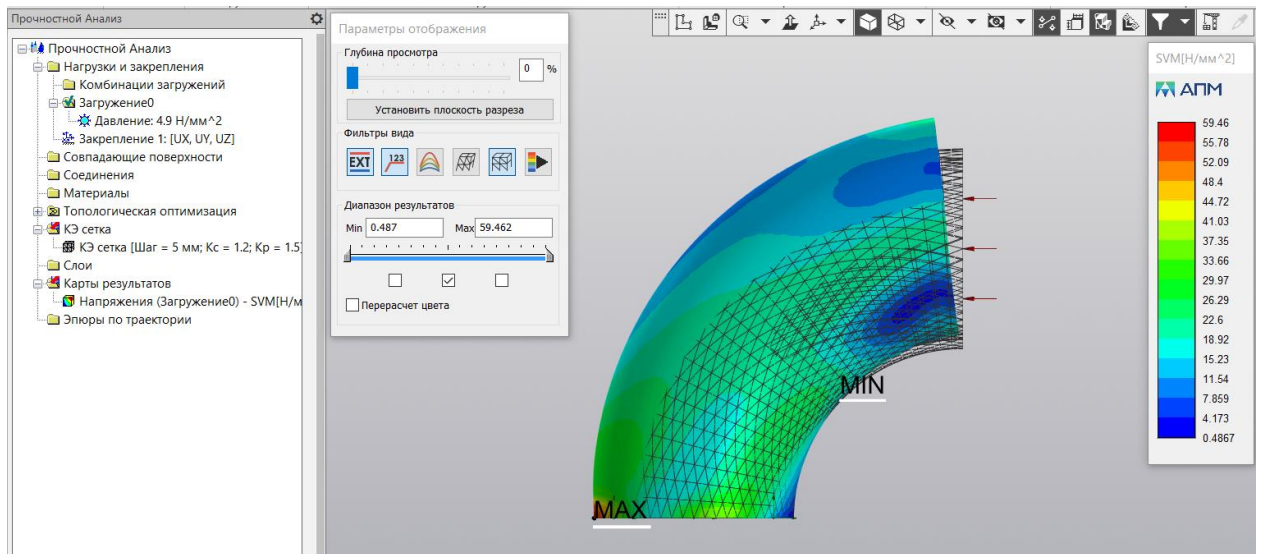 Прочностной Анализ
Прочностной Анализ
Нагрузки и закрепления
Комбинации загружений
Загружение0
Давление: 4.9 Н/мм^2
Закрепление 1: [UX, UY, UZ]
Совпадающие поверхности
Соединения
Материалы
Топологическая оптимизация
КЭ сетка
КЭ сетка [Шаг = 5 мм; Кс = 1.2; Кр = 1.5]
Слои
Карты результатов
Напряжения (Загружение0) - SVM[Н/м
Эпюры по траектории
Параметры отображения
Глубина просмотра
0 %
Установить плоскость разреза
Фильтры вида
EXT 123
Диапазон результатов
Min 0.487 Max 59.462
Перерасчет цвета
MIN
MAX
SVM[Н/мм^2]
АПМ
59.46
55.78
52.09
48.4
44.72
41.03
37.35
33.66
29.97
26.29
22.6
18.92
15.23
11.54
7.859
4.173
0.4867